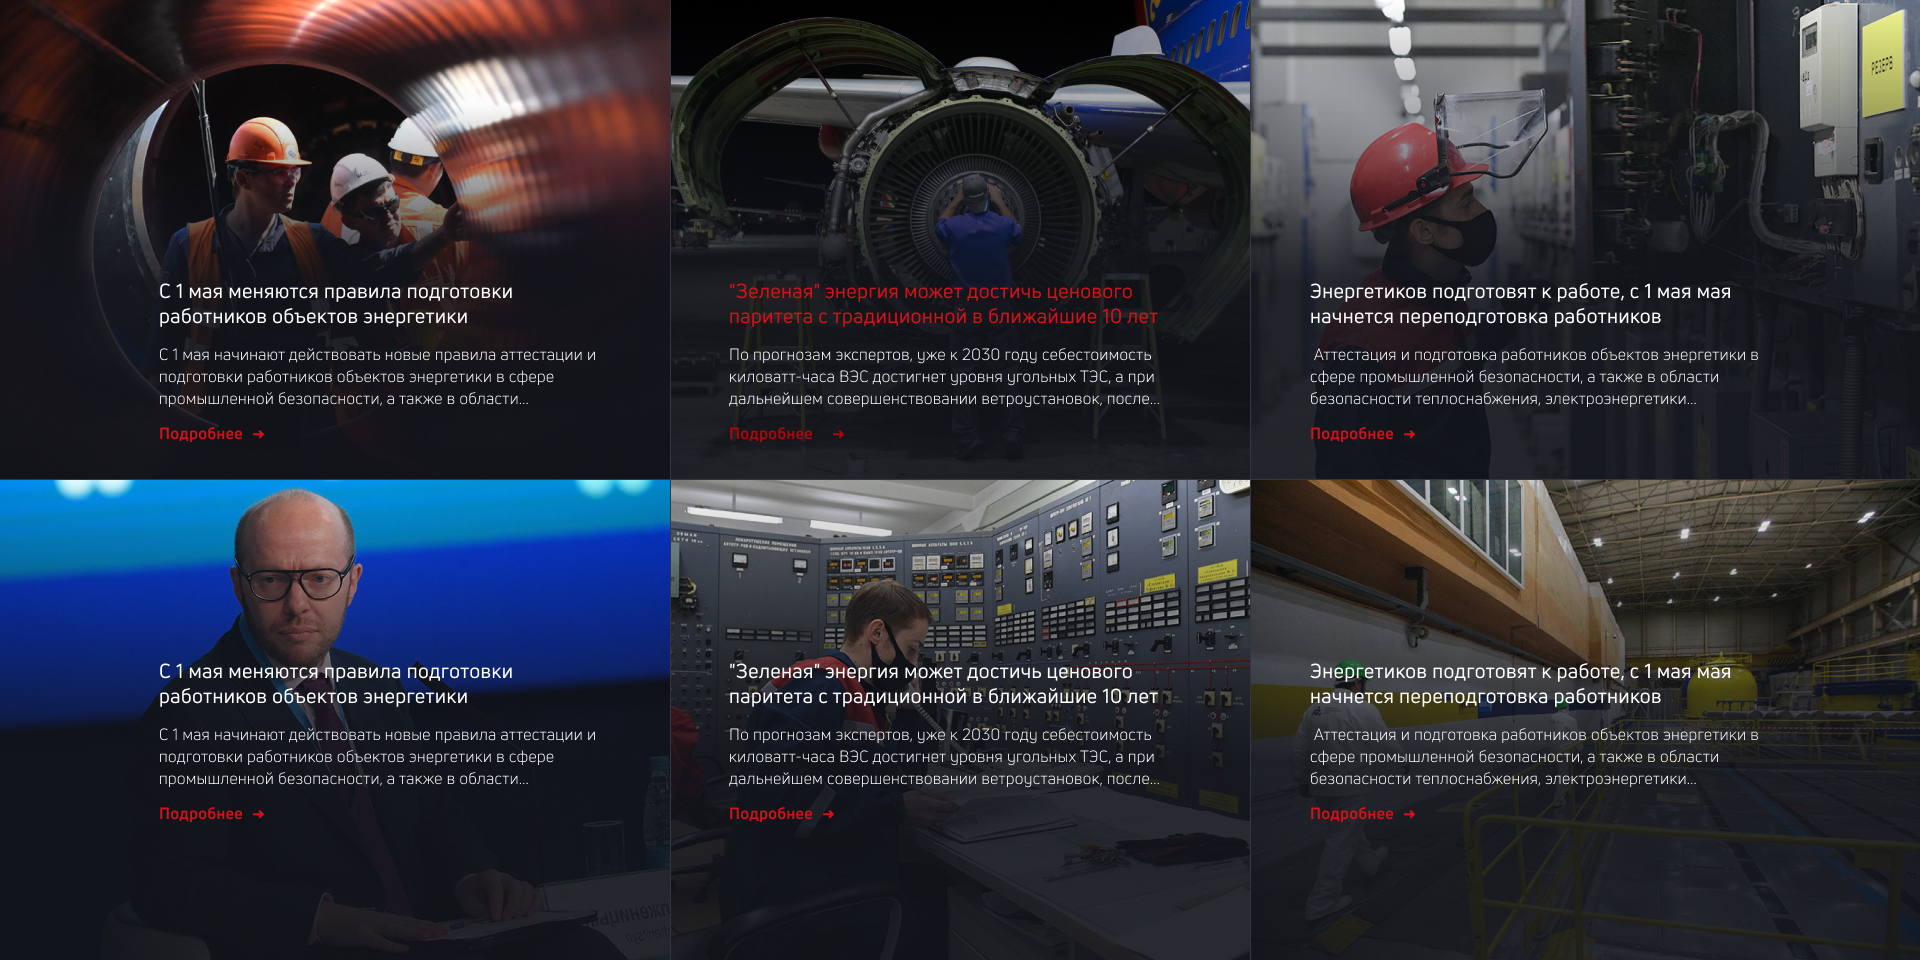 РЕЗЕРВ
С 1 мая меняются правила подготовки
работников объектов энергетики
С 1 мая начинают действовать новые правила аттестации и
подготовки работников объектов энергетики в сфере
промышленной безопасности, а также в области...
Подробнее →
"Зеленая" энергия может достичь ценового
паритета с традиционной в ближайшие 10 лет
По прогнозам экспертов, уже к 2030 году себестоимость
киловатт-часа ВЭС достигнет уровня угольных ТЭС, а при
дальнейшем совершенствовании ветроустановок, после...
Подробнее →
Энергетиков подготовят к работе, с 1 мая мая
начнется переподготовка работников
Аттестация и подготовка работников объектов энергетики в
сфере промышленной безопасности, а также в области
безопасности теплоснабжения, электроэнергетики...
Подробнее →
С 1 мая меняются правила подготовки
работников объектов энергетики
С 1 мая начинают действовать новые правила аттестации и
подготовки работников объектов энергетики в сфере
промышленной безопасности, а также в области...
Подробнее →
"Зеленая" энергия может достичь ценового
паритета с традиционной в ближайшие 10 лет
По прогнозам экспертов, уже к 2030 году себестоимость
киловатт-часа ВЭС достигнет уровня угольных ТЭС, а при
дальнейшем совершенствовании ветроустановок, после...
Подробнее →
Энергетиков подготовят к работе, с 1 мая мая
начнется переподготовка работников
Аттестация и подготовка работников объектов энергетики в
сфере промышленной безопасности, а также в области
безопасности теплоснабжения, электроэнергетики...
Подробнее →